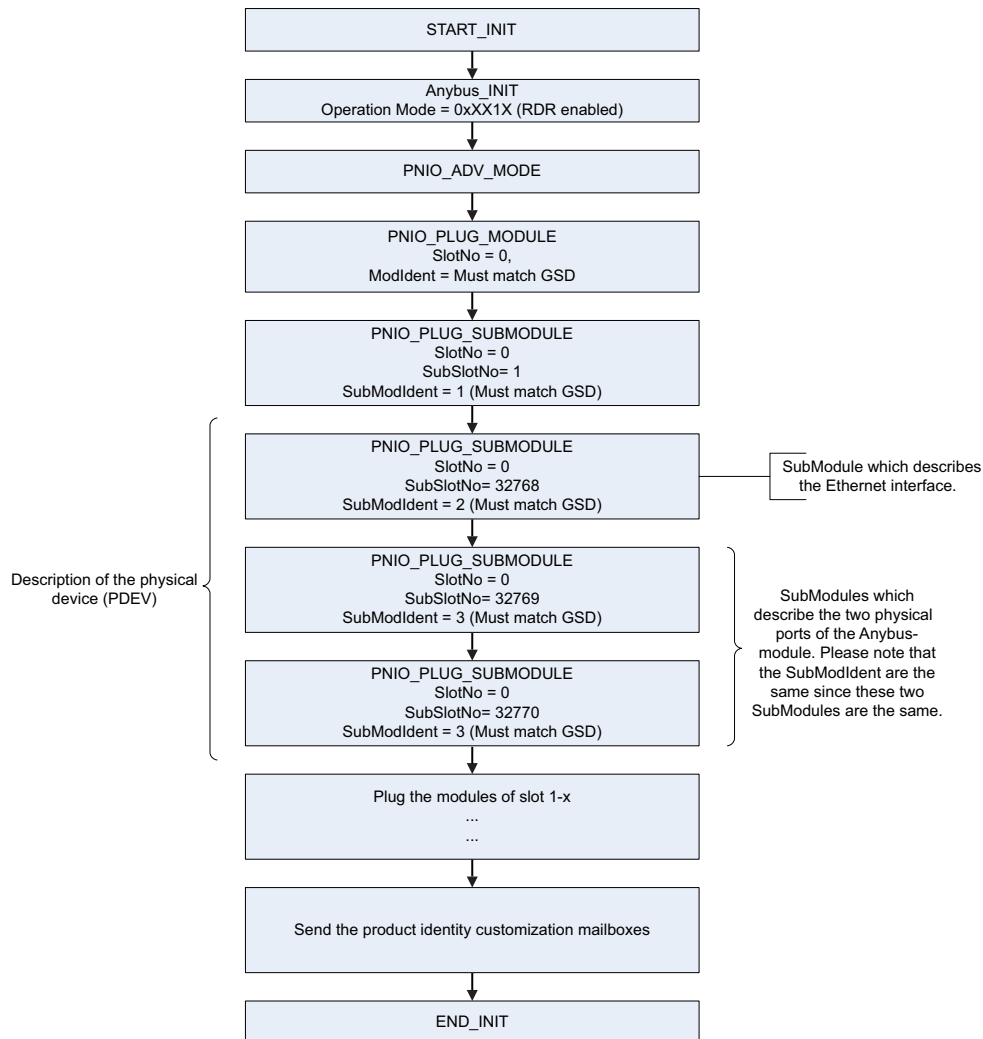 START_INIT
Anybus_INIT
Operation Mode = 0xXX1X (RDR enabled)
PNIO_ADV_MODE
PNIO_PLUG_MODULE
SlotNo = 0,
ModIdent = Must match GSD
PNIO_PLUG_SUBMODULE
SlotNo = 0
SubSlotNo= 1
SubModIdent = 1 (Must match GSD)
PNIO_PLUG_SUBMODULE
SlotNo = 0
SubSlotNo= 32768
SubModIdent = 2 (Must match GSD)
SubModule which describes
the Ethernet interface.
Description of the physical
device (PDEV)
PNIO_PLUG_SUBMODULE
SlotNo = 0
SubSlotNo= 32769
SubModIdent = 3 (Must match GSD)
PNIO_PLUG_SUBMODULE
SlotNo = 0
SubSlotNo= 32770
SubModIdent = 3 (Must match GSD)
SubModules which
describe the two physical
ports of the Anybus-
module. Please note that
the SubModIdent are the
same since these two
SubModules are the same.
Plug the modules of slot 1-x
...
...
Send the product identity customization mailboxes
END_INIT